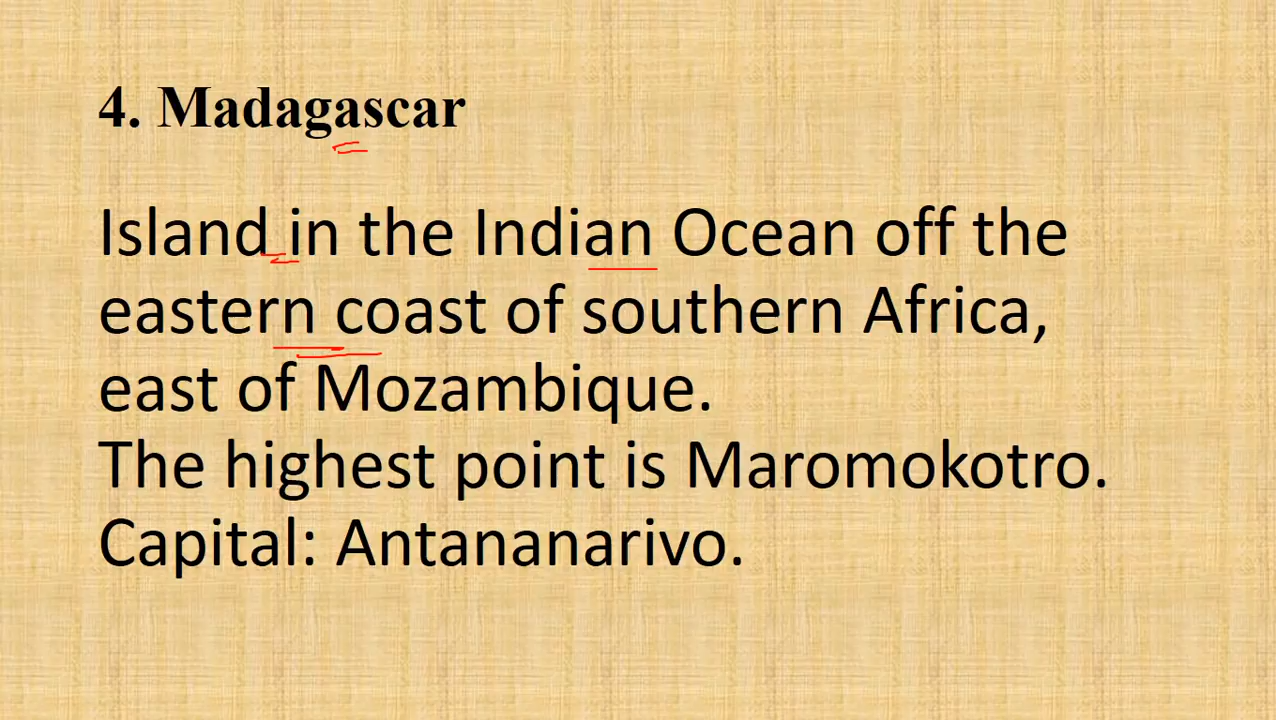 4. Madagascar
Island in the Indian Ocean off the
eastern coast of southern Africa,
east of Mozambique.
The highest point is Maromokotro.
Capital: Antananarivo.